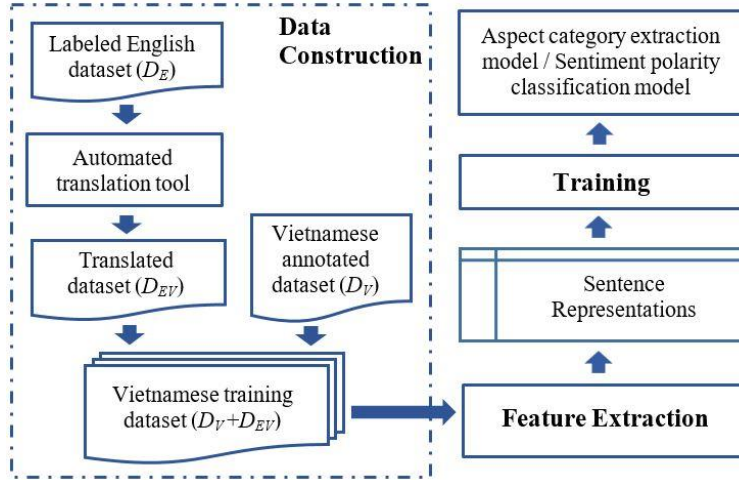 Data
Construction
Labeled English
dataset (D_E)
Automated
translation tool
Translated
dataset (D_EV)
Vietnamese
annotated
dataset (D_V)
Vietnamese training
dataset (D_V+D_EV)
Feature Extraction
Sentence
Representations
Training
Aspect category extraction
model / Sentiment polarity
classification model